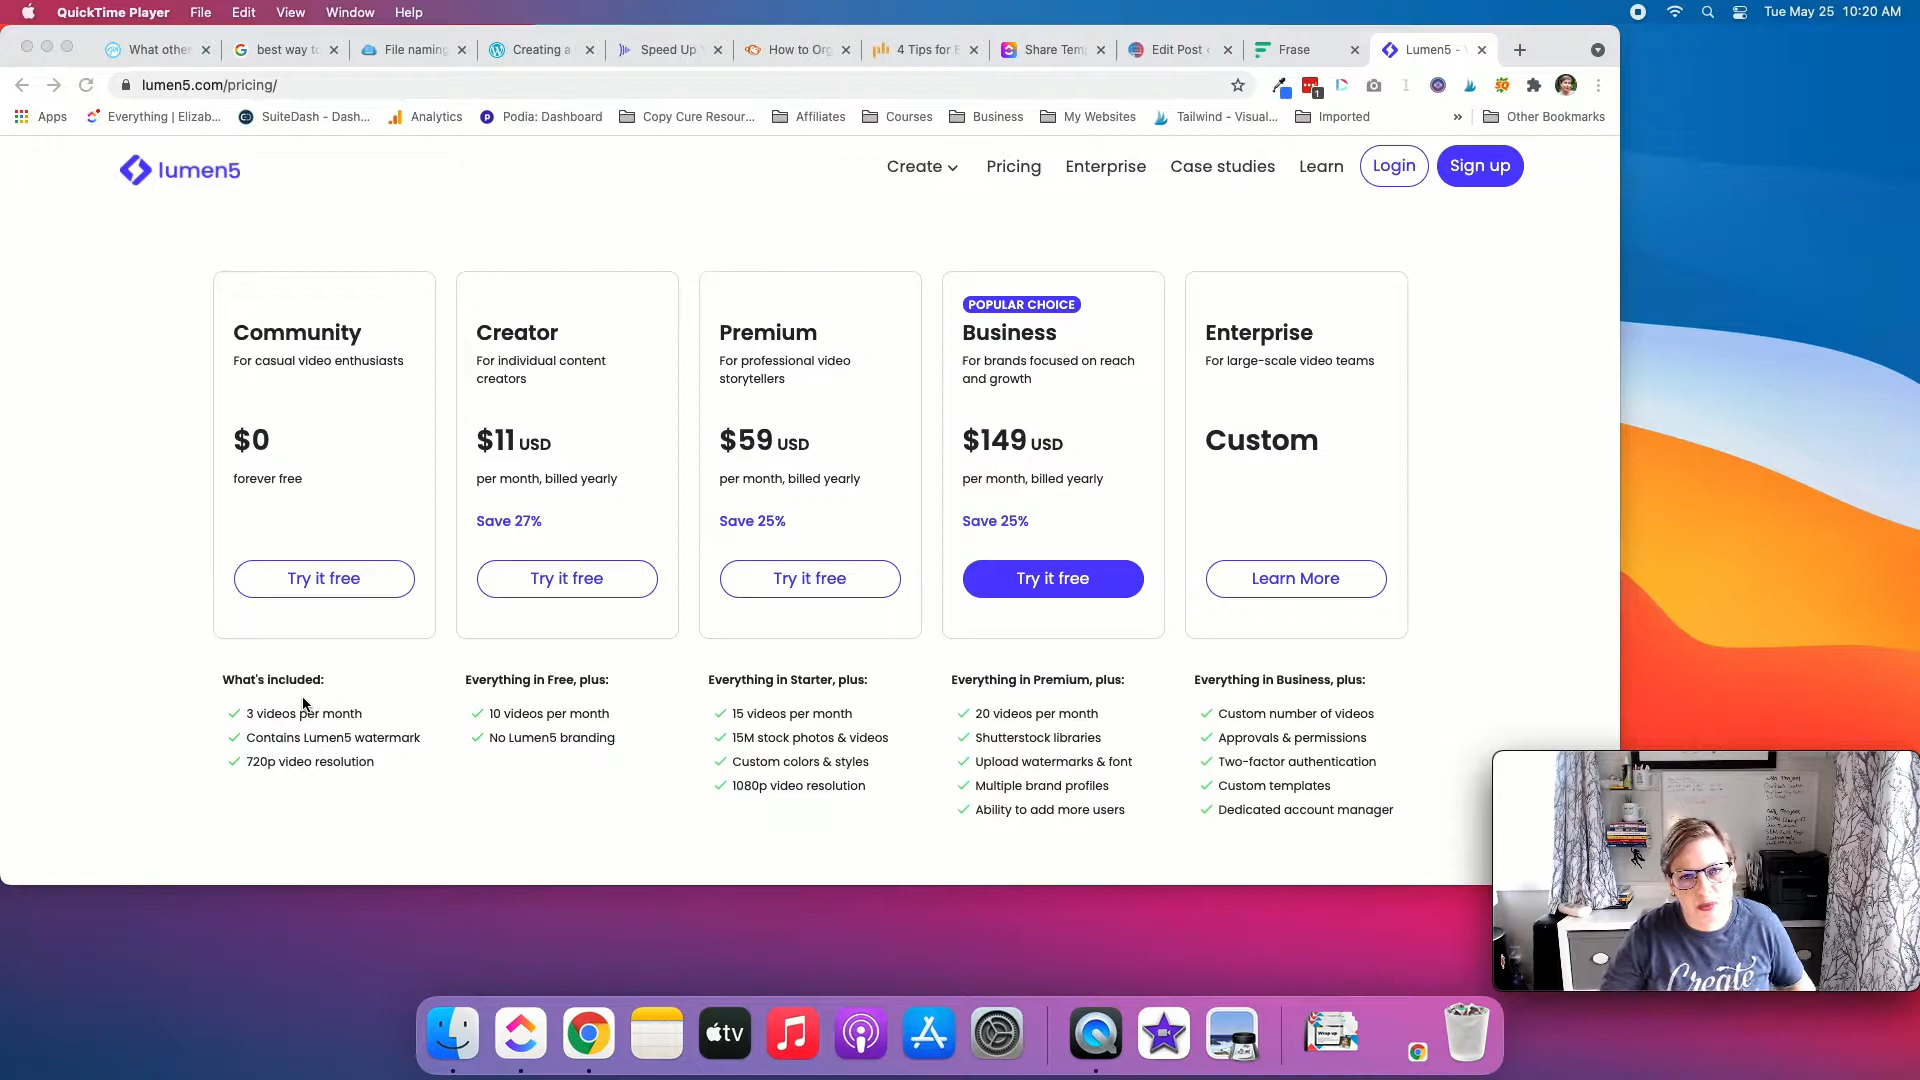 QuickTime Player File Edit View Window Help
Tue May 25 10:20 AM
What other
best way to
File naming
Creating a
Speed Up
How to Org
4 Tips for
Share Tem
Edit Post
Frase
Lumen5 -
lumen5.com/pricing/
1
Apps
Everything | Elizab...
SuiteDash - Dash...
Analytics
Podia: Dashboard
Copy Cure Resour...
Affiliates
Courses
Business
My Websites
Tailwind - Visual...
Imported
»
Other Bookmarks
lumen5
Create
Pricing
Enterprise
Case studies
Learn
Login
Sign up
Community
For casual video enthusiasts
$0
forever free
Try it free
What's included:
3 videos per month
Contains Lumen5 watermark
720p video resolution
Creator
For individual content
creators
$11 USD
per month, billed yearly
Save 27%
Try it free
Everything in Free, plus:
10 videos per month
No Lumen5 branding
Premium
For professional video
storytellers
$59 USD
per month, billed yearly
Save 25%
Try it free
Everything in Starter, plus:
15 videos per month
15M stock photos & videos
Custom colors & styles
1080p video resolution
POPULAR CHOICE
Business
For brands focused on reach
and growth
$149 USD
per month, billed yearly
Save 25%
Try it free
Everything in Premium, plus:
20 videos per month
Shutterstock libraries
Upload watermarks & font
Multiple brand profiles
Ability to add more users
Enterprise
For large-scale video teams
Custom
Learn More
Everything in Business, plus:
Custom number of videos
Approvals & permissions
Two-factor authentication
Custom templates
Dedicated account manager
Create
tv
Wrap up